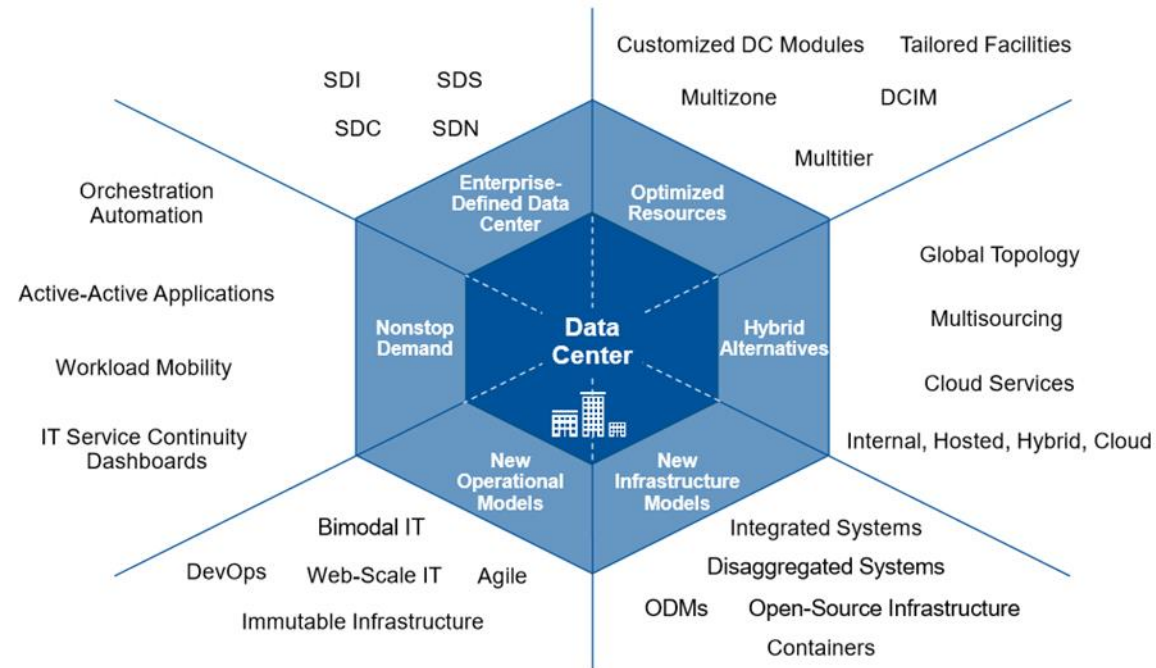 Customized DC Modules
Tailored Facilities
SDI
SDS
Multizone
DCIM
SDC
SDN
Multitier
Orchestration
Automation
Enterprise-
Defined Data
Center
Optimized
Resources
Global Topology
Active-Active Applications
Nonstop
Demand
Data
Center
Hybrid
Alternatives
Multisourcing
Workload Mobility
Cloud Services
IT Service Continuity
Dashboards
Internal, Hosted, Hybrid, Cloud
New
Operational
Models
New
Infrastructure
Models
Bimodal IT
Integrated Systems
DevOps
Web-Scale IT
Agile
Disaggregated Systems
Immutable Infrastructure
ODMs
Open-Source Infrastructure
Containers